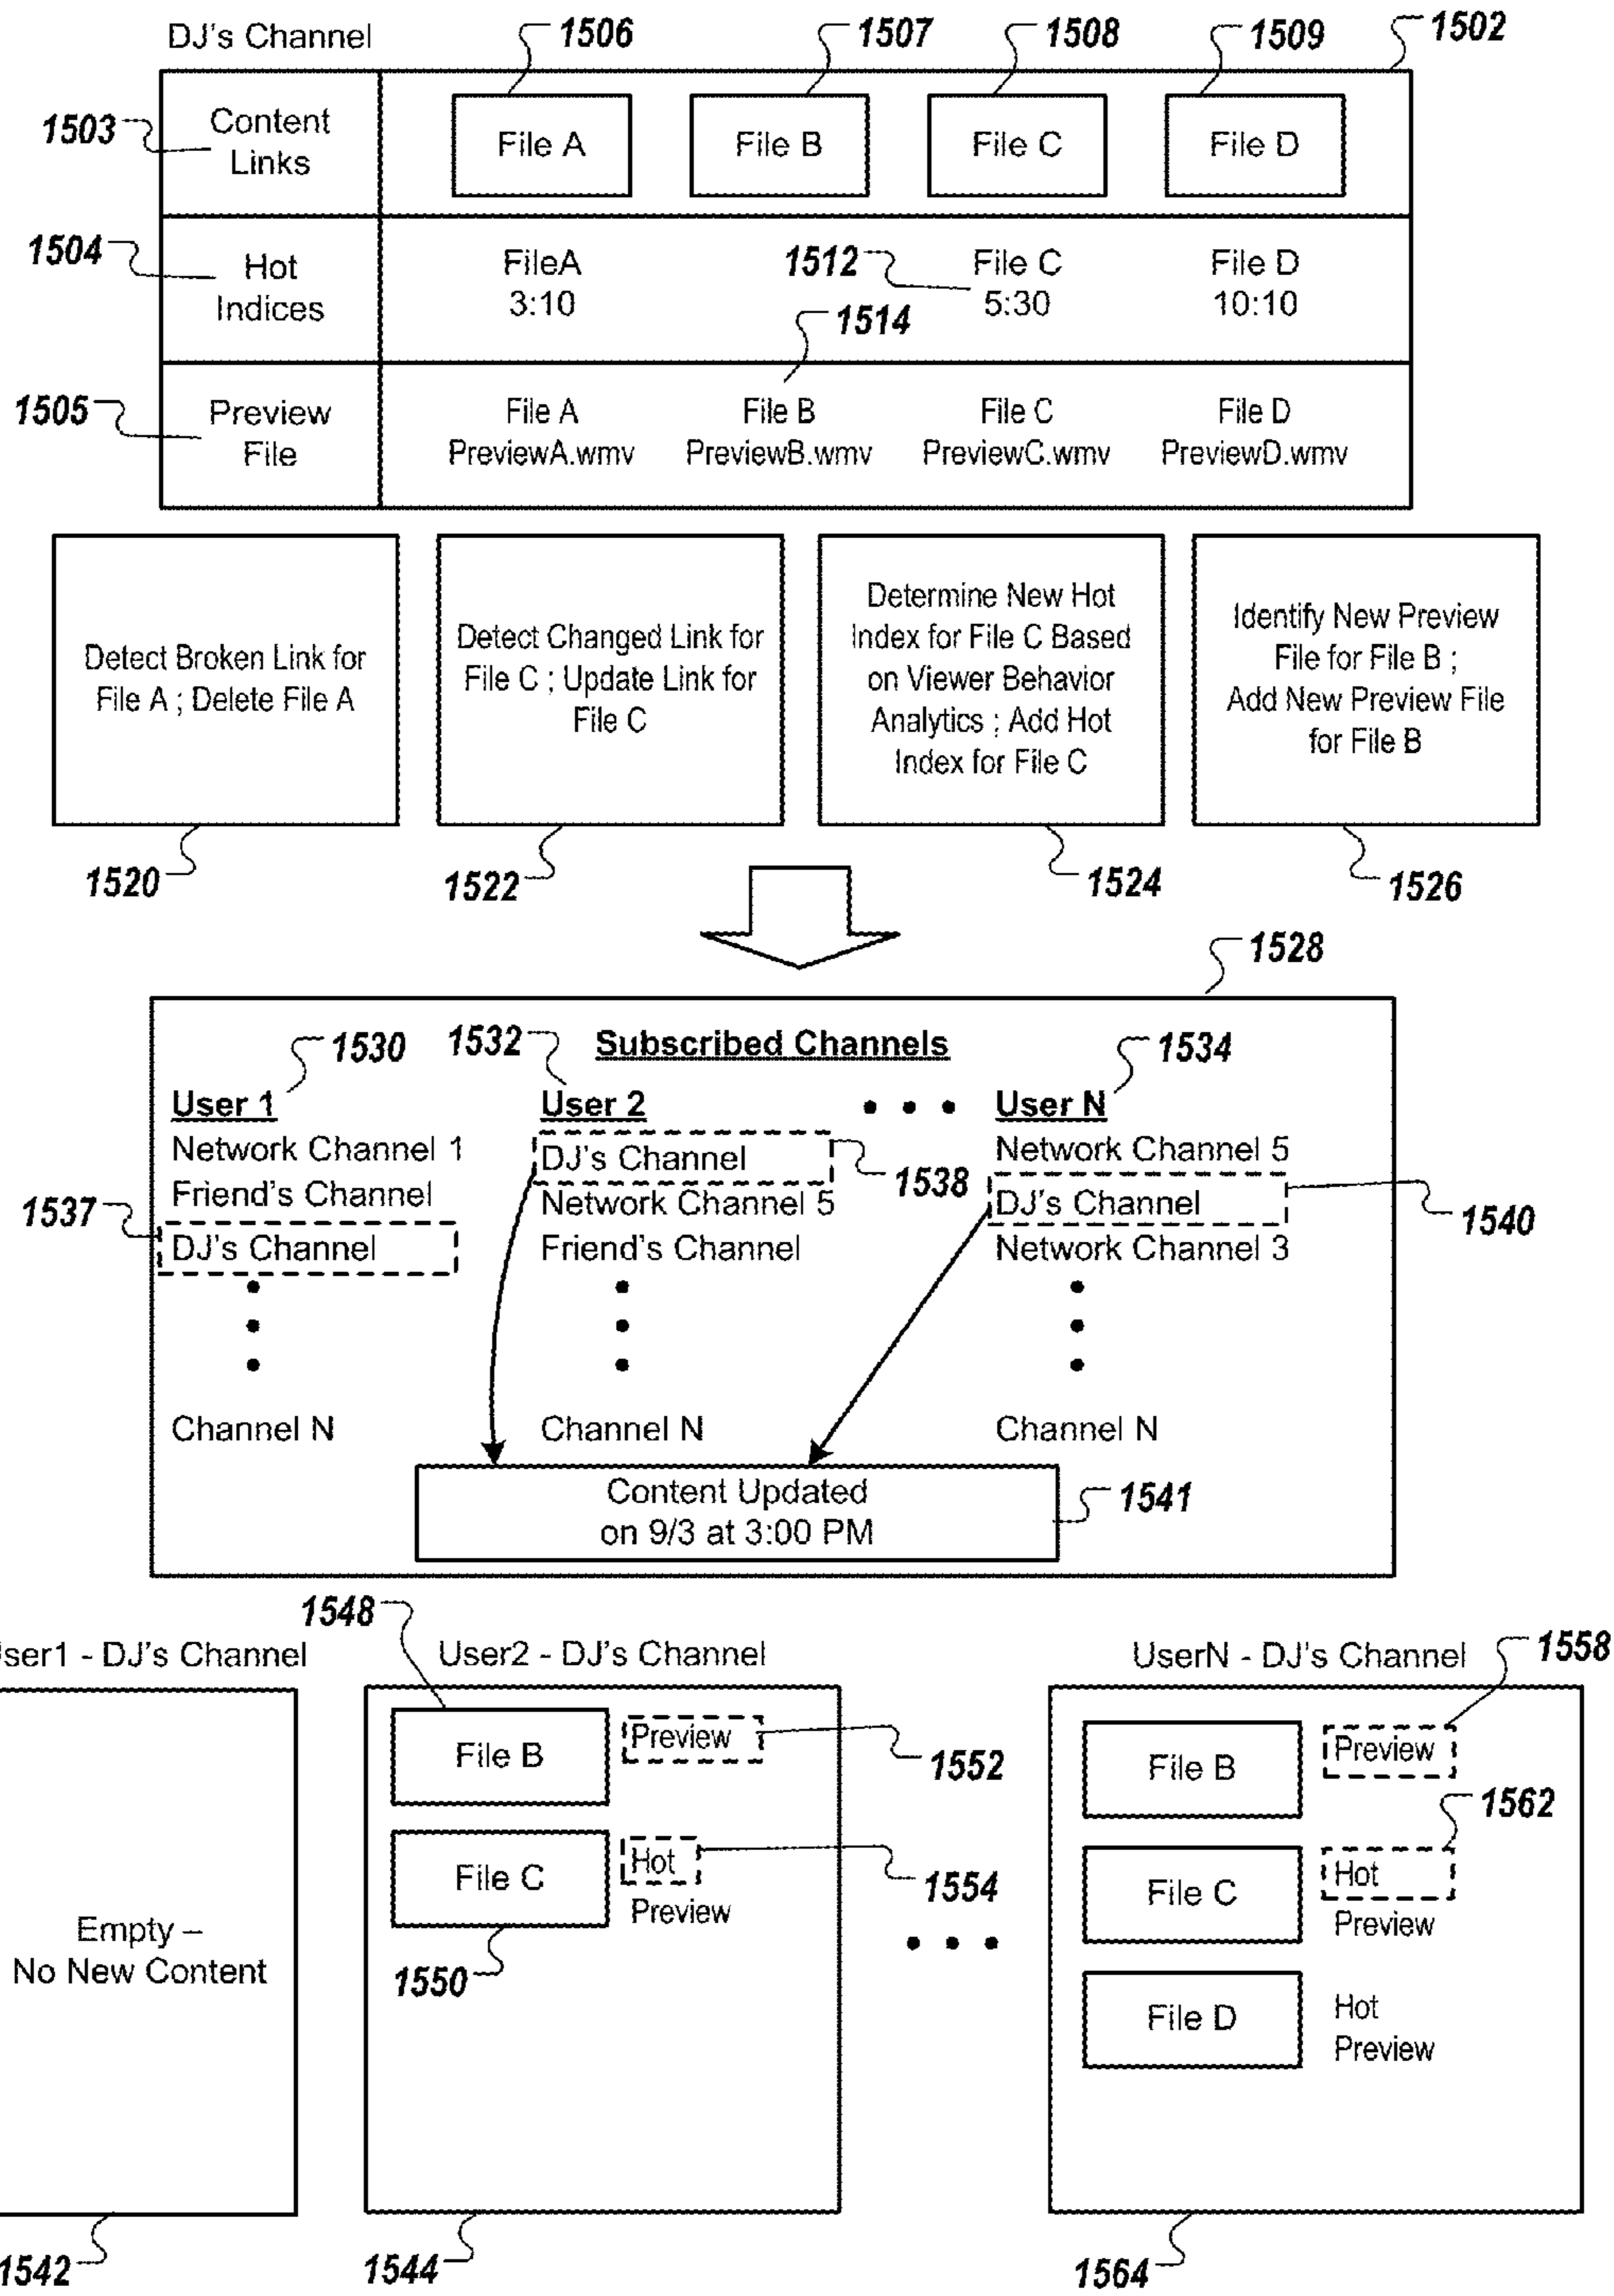 DJ's Channel
1506
1507
1508
1509
1502
1503
Content
Links
File A
File B
File C
File D
1504
Hot
Indices
FileA
3:10
1512
File C
5:30
File D
10:10
1514
1505
Preview
File
File A
PreviewA.wmv
File B
PreviewB.wmv
File C
PreviewC.wmv
File D
PreviewD.wmv
Detect Broken Link for
File A ; Delete File A
Detect Changed Link for
File C ; Update Link for
File C
Determine New Hot
Index for File C Based
on Viewer Behavior
Analytics ; Add Hot
Index for File C
Identify New Preview
File for File B ;
Add New Preview File
for File B
1520
1522
1524
1526
1528
Subscribed Channels
1530
1532
1534
User 1
Network Channel 1
Friend's Channel
1537
DJ's Channel
Channel N
User 2
DJ's Channel
1538
Network Channel 5
Friend's Channel
Channel N
User N
Network Channel 5
DJ's Channel
1540
Network Channel 3
Channel N
Content Updated
on 9/3 at 3:00 PM
1541
ser1 - DJ's Channel
Empty –
No New Content
1542
1548
User2 - DJ's Channel
File B
Preview
1552
File C
Hot
Preview
1554
1550
1544
UserN - DJ's Channel
1558
File B
Preview
1562
File C
Hot
Preview
File D
Hot
Preview
1564